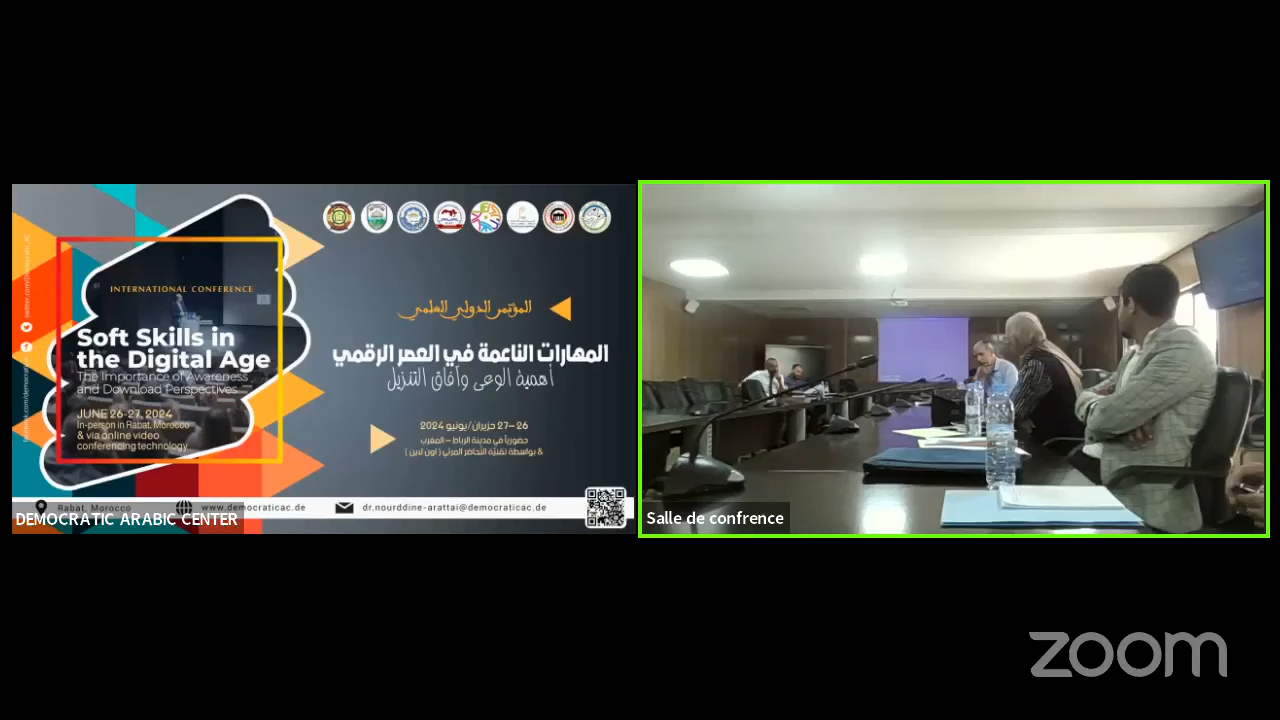 INTERNATIONAL CONFERENCE
Soft Skills in
the Digital Age
The Importance of Awareness
and Download Perspectives
JUNE 26-27, 2024
In-person in Rabat, Morocco
& via online video
conferencing technology
المؤتمر الدولي العلمي
المهارات الناعمة في العصر الرقمي
أهمية الوعي وآفاق التنزيل
26–27 حزيران/يونيو 2024
حضورياً في مدينة الرباط – المغرب
& بواسطة تقنيّة التّحاضر المرئي ( اون لاين )
Rabat, Morocco
www.democraticac.de
dr.nourddine-arattai@democraticac.de
DEMOCRATIC ARABIC CENTER
Salle de confrence
zoom